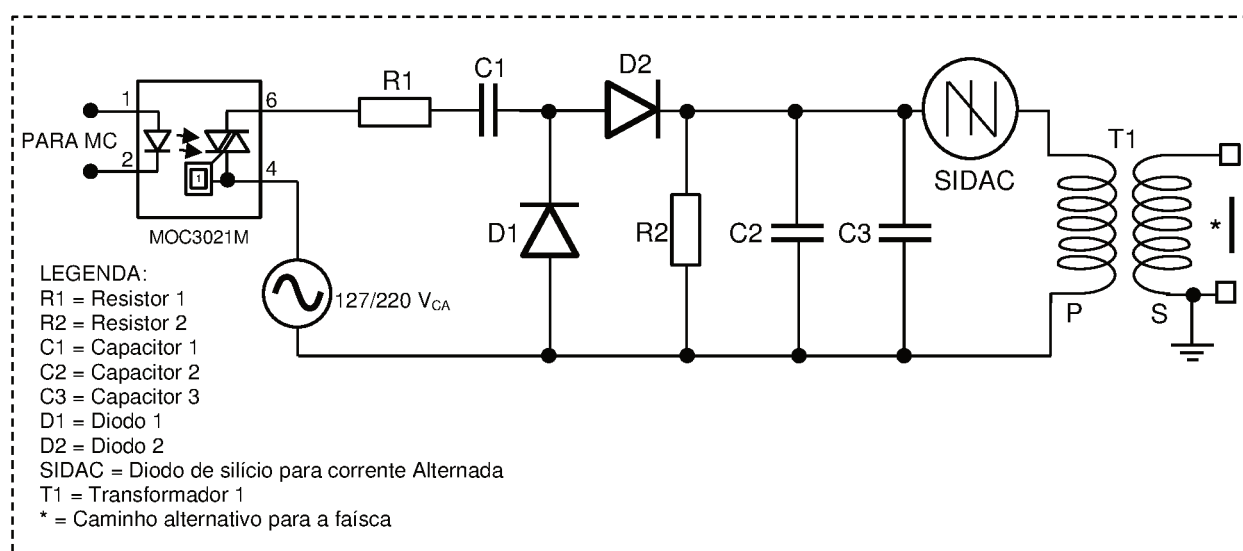 C1
D2
R1
1
6
PARA MC
2
1
4
MOC3021M
T1
SIDAC
D1
R2
C2
C3
*
127/220 VCA
P
S
LEGENDA:
R1 = Resistor 1
R2 = Resistor 2
C1 = Capacitor 1
C2 = Capacitor 2
C3 = Capacitor 3
D1 = Diodo 1
D2 = Diodo 2
SIDAC = Diodo de silício para corrente Alternada
T1 = Transformador 1
* = Caminho alternativo para a faísca